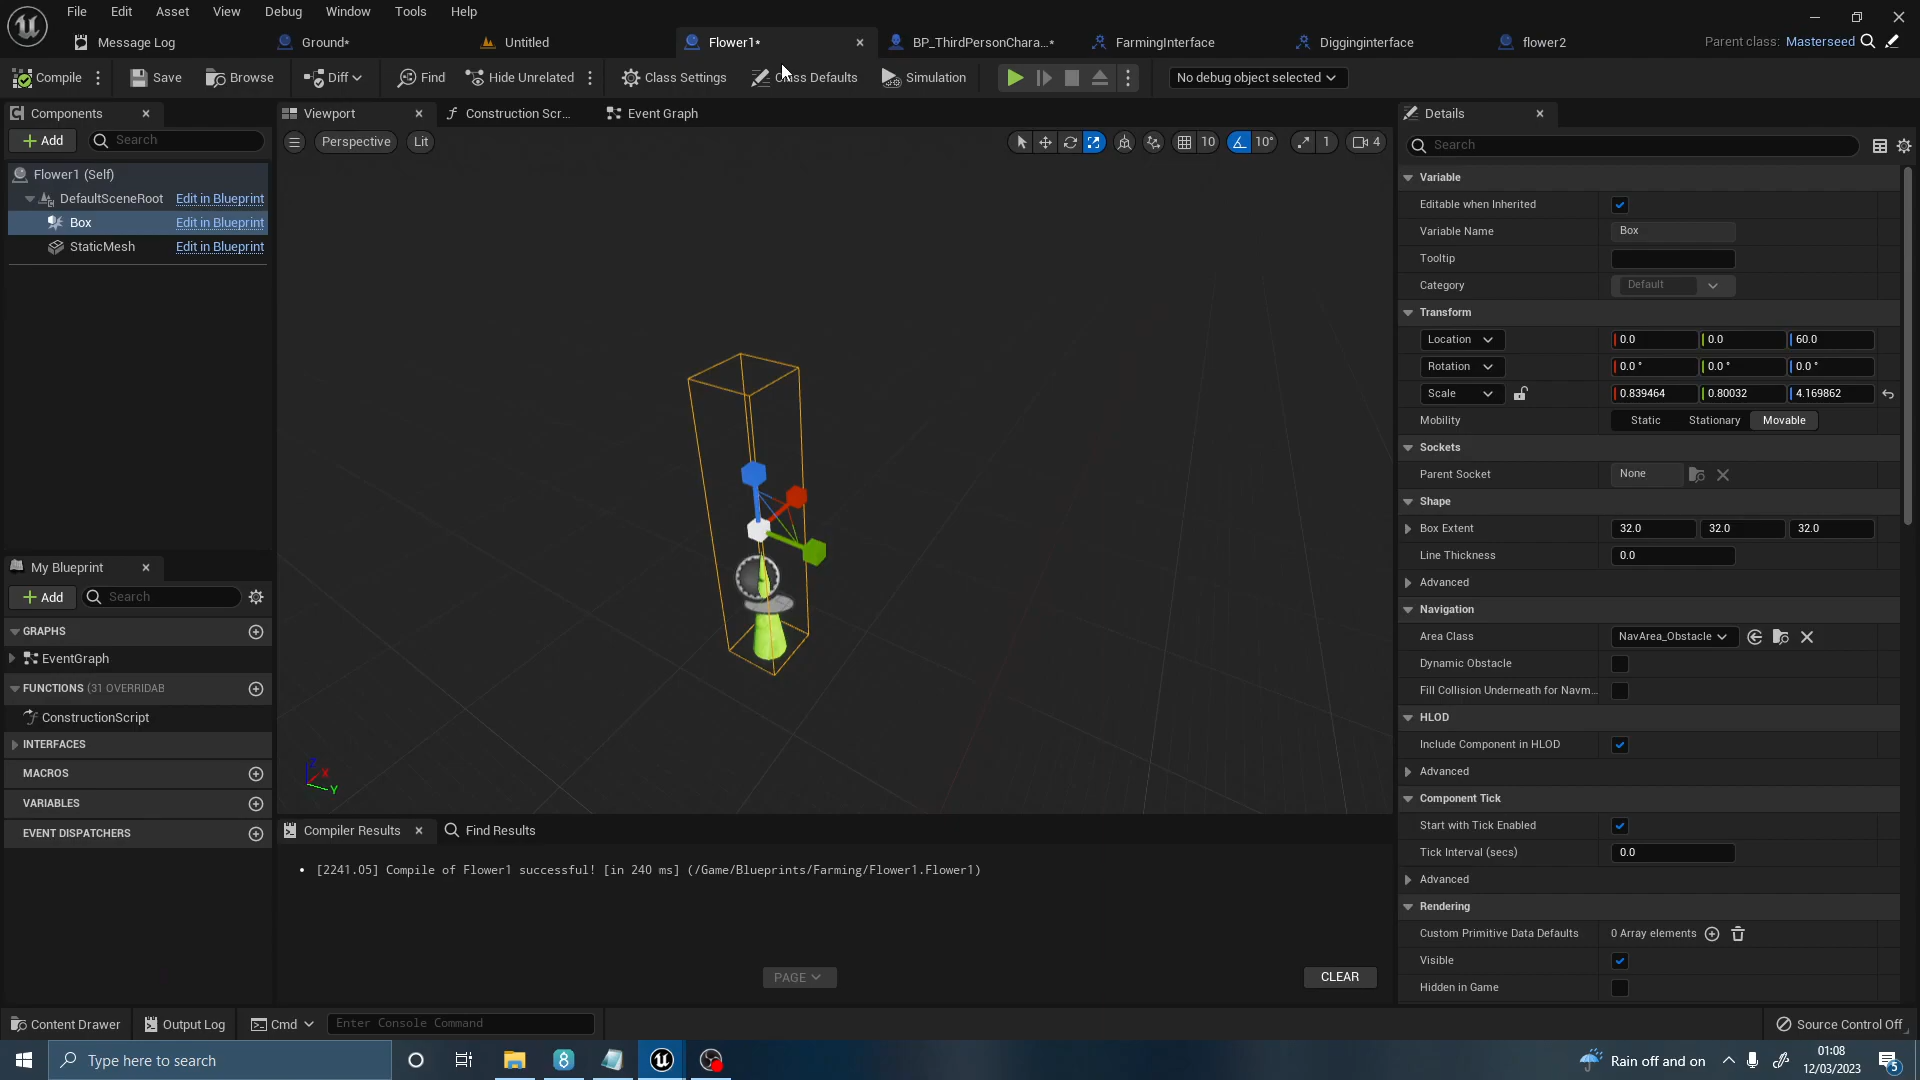 File Edit Asset View Debug Window Tools Help
Message Log Ground* Untitled Flower1* BP_ThirdPersonChara...* FarmingInterface Digginginterface flower2 Parent class: Masterseed
Compile Save Browse Diff Find Hide Unrelated Class Settings Class Defaults Simulation No debug object selected
Components Viewport Construction Scr... Event Graph Details
Add Search Perspective Lit 10 10° 1 4 Search
Flower1 (Self)
DefaultSceneRoot Edit in Blueprint
Box Edit in Blueprint
StaticMesh Edit in Blueprint
Variable
Editable when Inherited
Variable Name Box
Tooltip
Category Default
Transform
Location 0.0 0.0 60.0
Rotation 0.0 ° 0.0 ° 0.0 °
Scale 0.839464 0.80032 4.169862
Mobility Static Stationary Movable
Sockets
Parent Socket None
Shape
Box Extent 32.0 32.0 32.0
Line Thickness 0.0
Advanced
Navigation
Area Class NavArea_Obstacle
Dynamic Obstacle
Fill Collision Underneath for Navm...
HLOD
Include Component in HLOD
Advanced
Component Tick
Start with Tick Enabled
Tick Interval (secs) 0.0
Advanced
Rendering
Custom Primitive Data Defaults 0 Array elements
Visible
Hidden in Game
My Blueprint
Add Search
GRAPHS
EventGraph
FUNCTIONS (31 OVERRIDAB
ConstructionScript
INTERFACES
MACROS
VARIABLES
EVENT DISPATCHERS
X
Y
Compiler Results Find Results
• [2241.05] Compile of Flower1 successful! [in 240 ms] (/Game/Blueprints/Farming/Flower1.Flower1)
PAGE CLEAR
Content Drawer Output Log Cmd Enter Console Command Source Control Off
Type here to search Rain off and on 01:08
12/03/2023 5